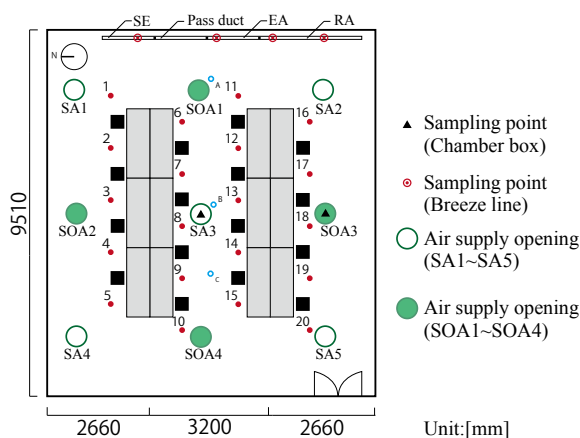 SE Pass duct EA RA
N
SA1 SOA1 A SA2
1 11
6 16
2 12
7 17
3 13
B
SOA2 8 SA3 18 SOA3
4 14
C
9 19
5 15
10 20
SA4 SOA4 SA5
9510
2660 3200 2660
Sampling point
(Chamber box)
Sampling point
(Breeze line)
Air supply opening
(SA1~SA5)
Air supply opening
(SOA1~SOA4)
Unit:[mm]